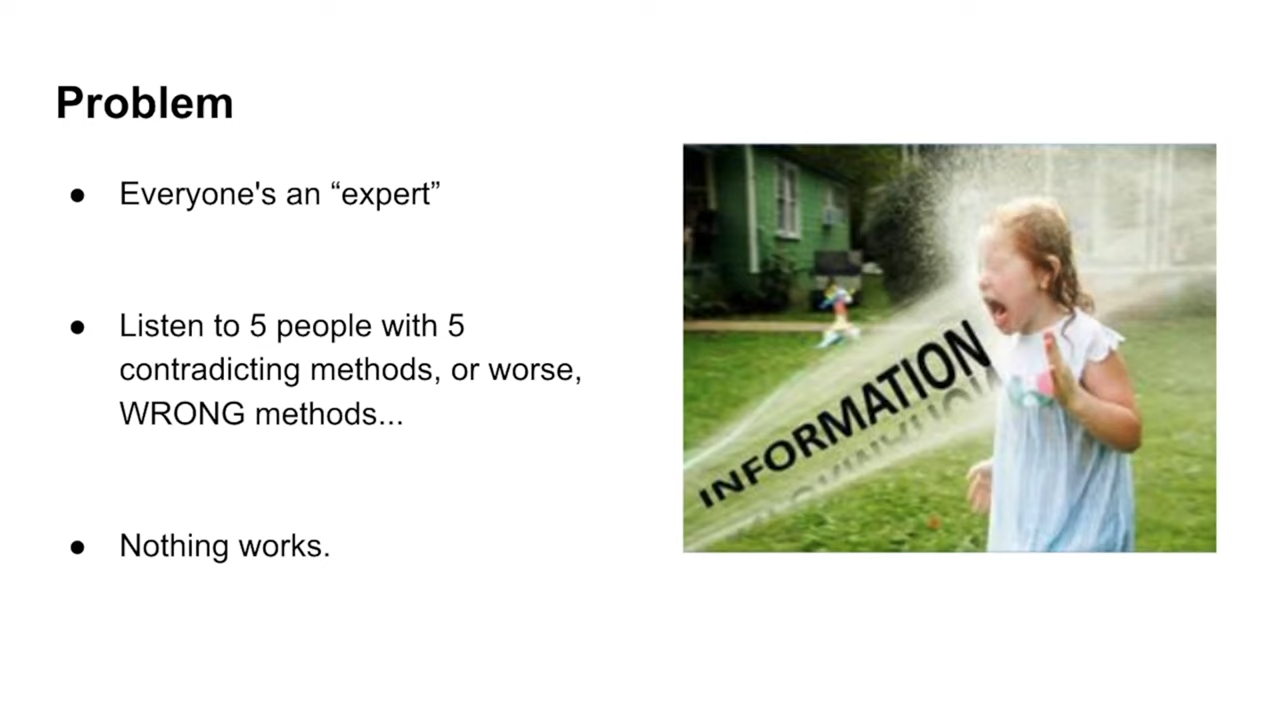 Problem
● Everyone's an “expert”
● Listen to 5 people with 5
contradicting methods, or worse,
WRONG methods...
● Nothing works.
INFORMATION